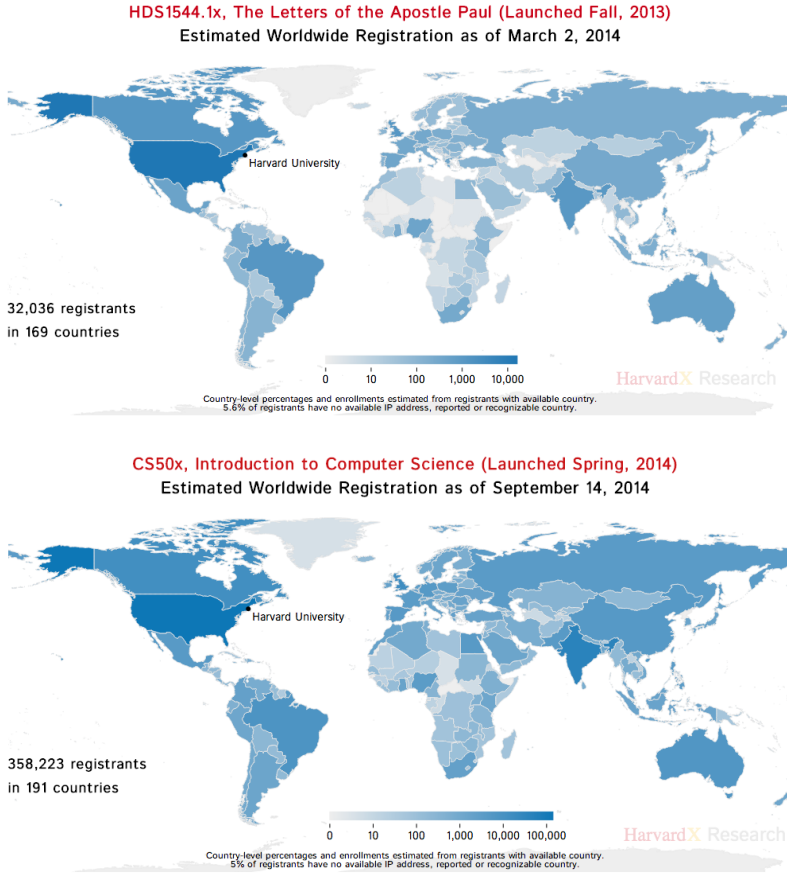 HDS1544.1x, The Letters of the Apostle Paul (Launched Fall, 2013)
Estimated Worldwide Registration as of March 2, 2014
Harvard University
32,036 registrants
in 169 countries
0 10 100 1,000 10,000
HarvardX Research
Country-level percentages and enrollments estimated from registrants with available country.
5.6% of registrants have no available IP address, reported or recognizable country.
CS50x, Introduction to Computer Science (Launched Spring, 2014)
Estimated Worldwide Registration as of September 14, 2014
Harvard University
358,223 registrants
in 191 countries
0 10 100 1,000 10,000 100,000
HarvardX Research
Country-level percentages and enrollments estimated from registrants with available country.
5% of registrants have no available IP address, reported or recognizable country.